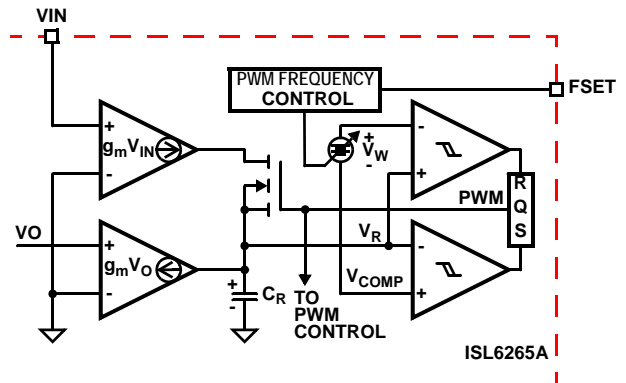 VIN
PWM FREQUENCY
CONTROL
FSET
+
gmVIN
-
+
VW
-
-
+
R
Q
S
PWM
VO
+
gmVO
-
VR
-
VCOMP
+
+
-
CR
TO
PWM
CONTROL
ISL6265A